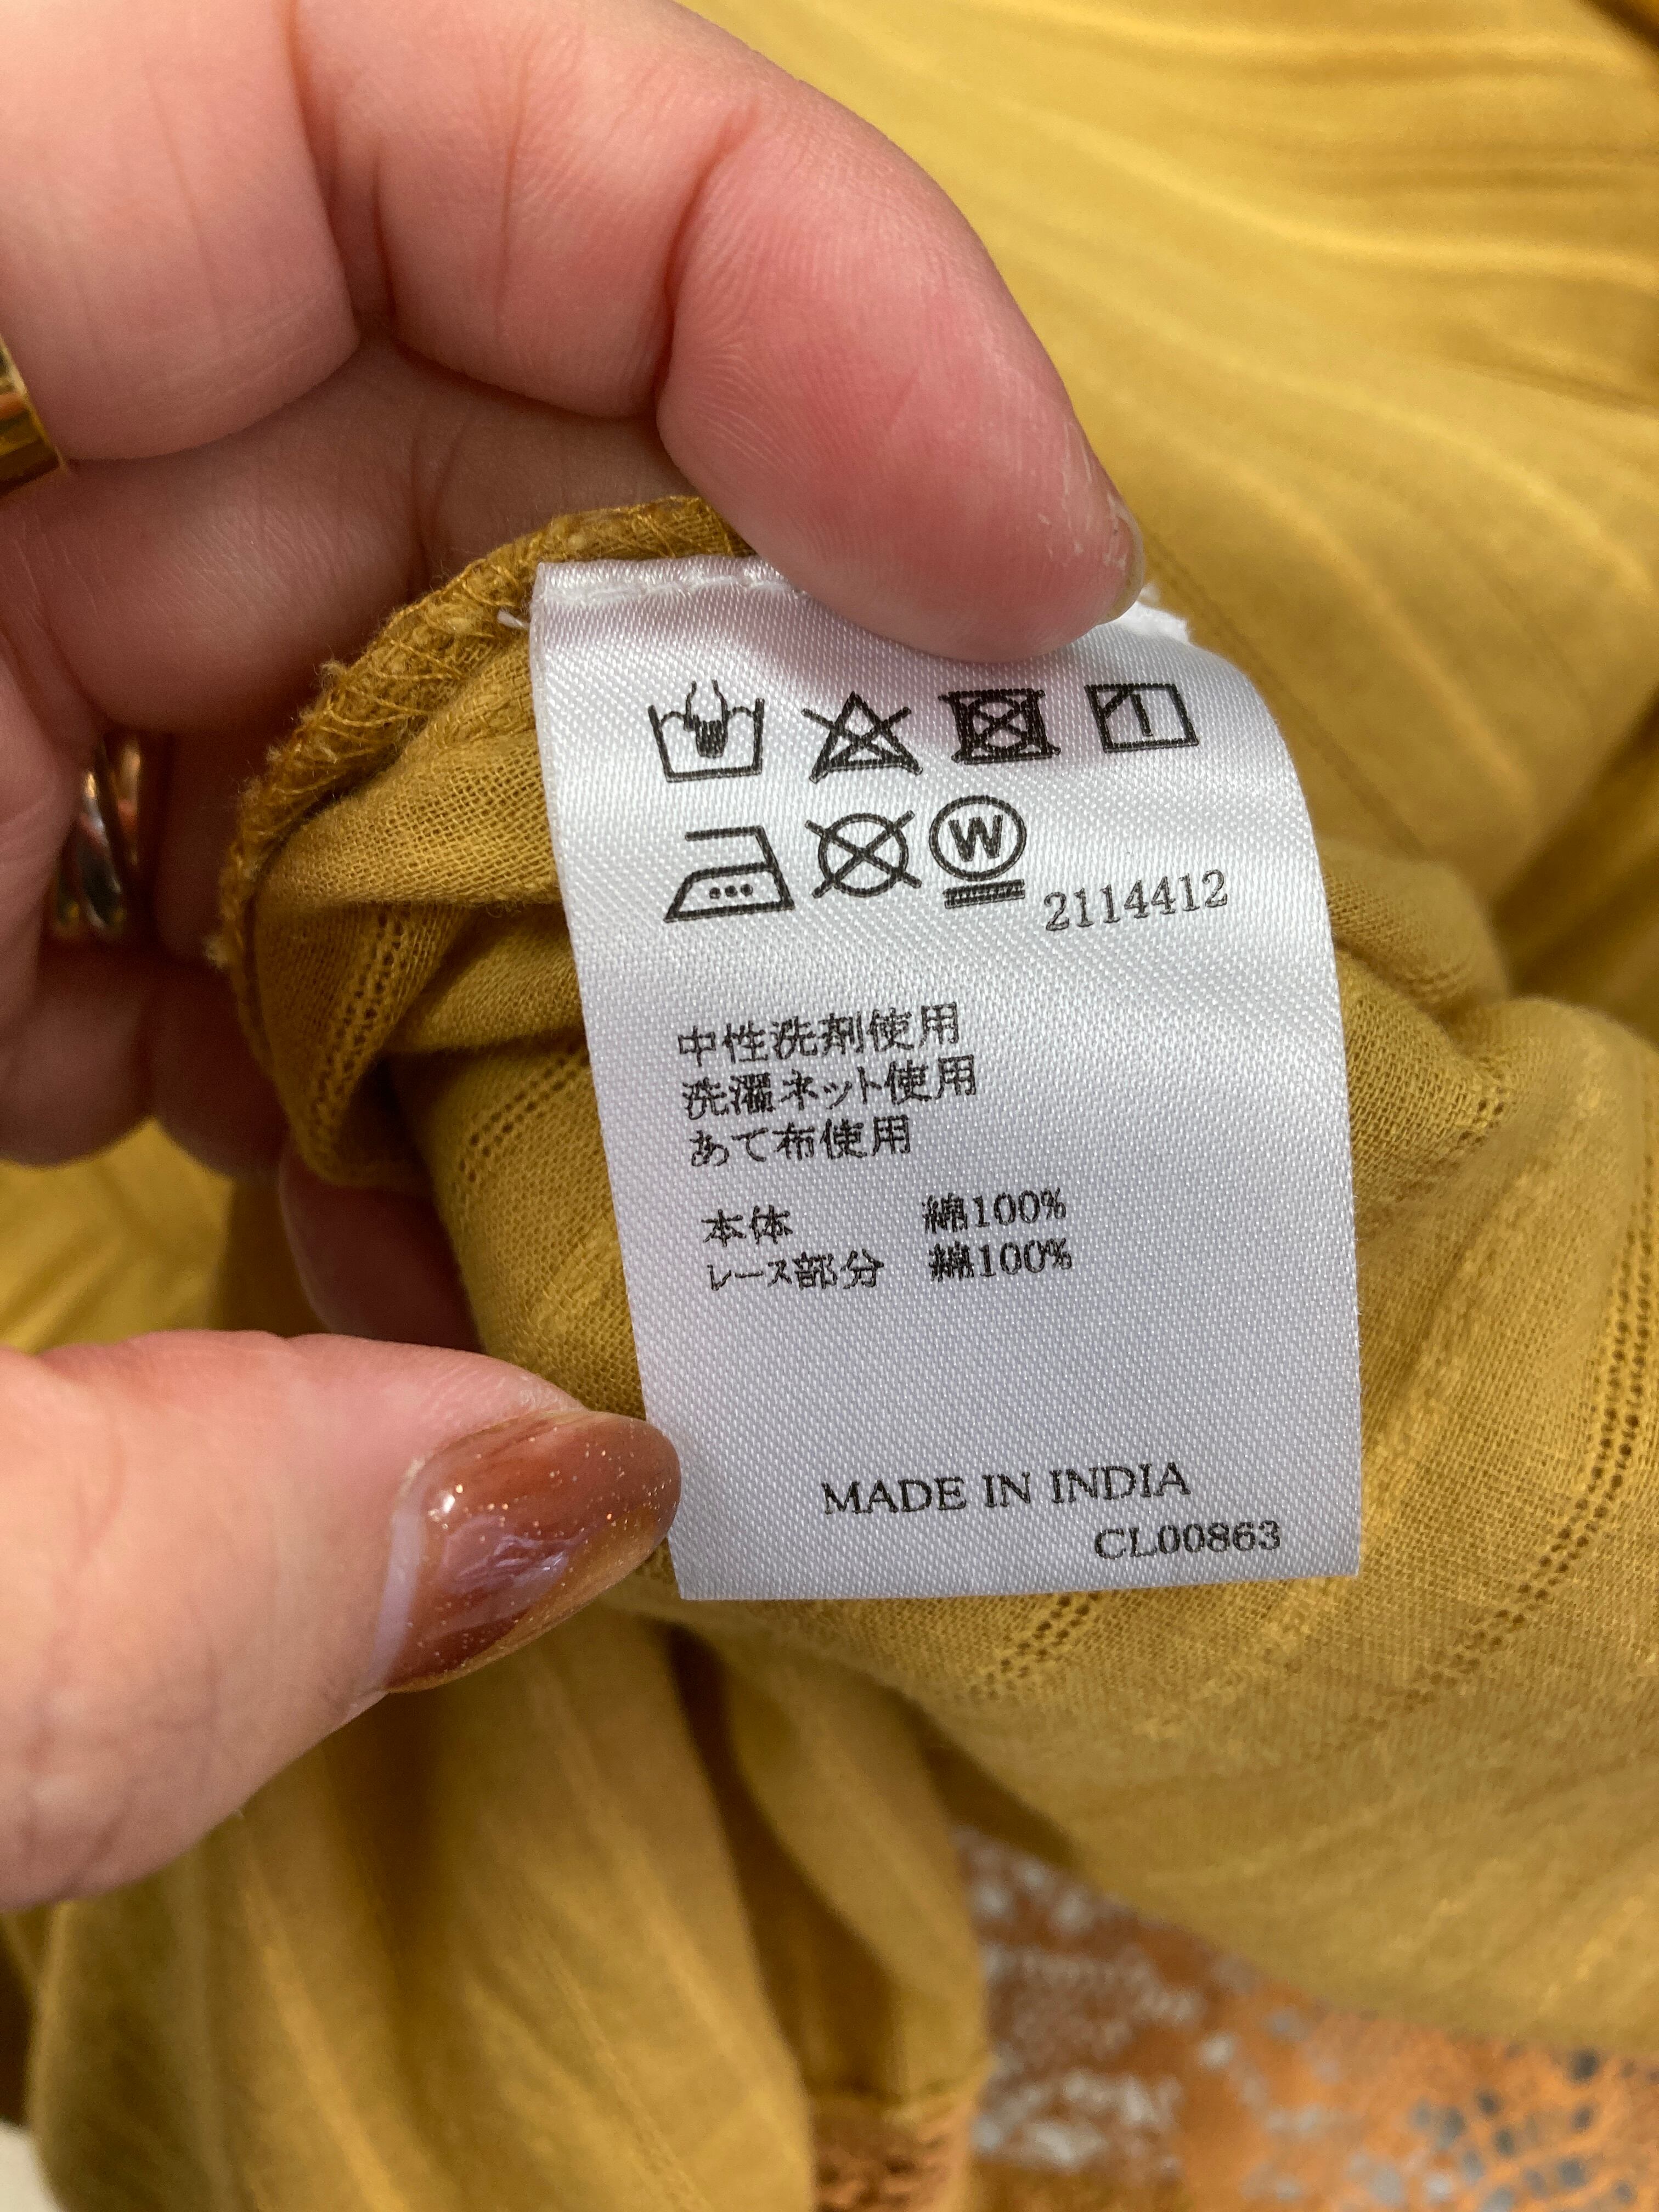 W
2114412
中性洗剤使用
洗濯ネット使用
あて布使用
本体 綿100%
レース部分 綿100%
MADE IN INDIA
CL00863